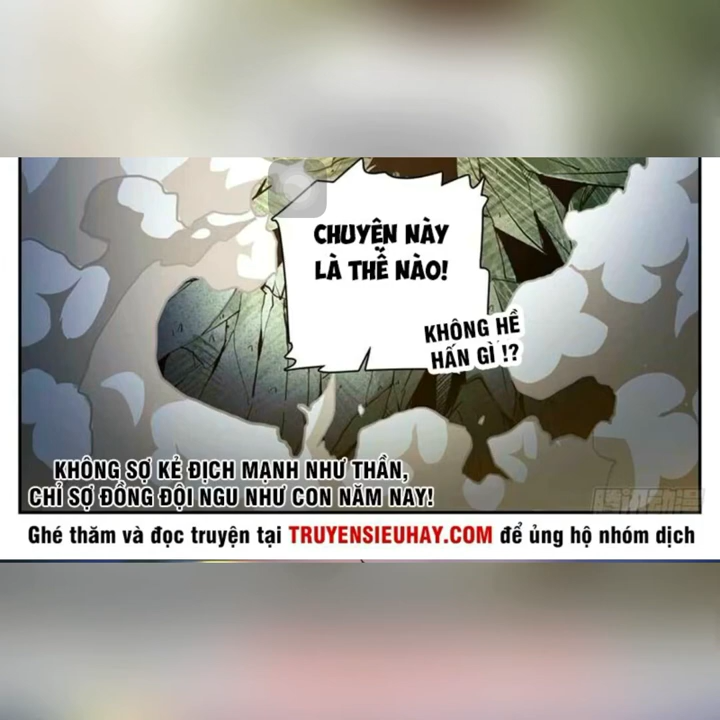 CHUYỆN NÀY
LÀ THẾ NÀO!
KHÔNG HỀ
HẤN GÌ !?
KHÔNG SỢ KẺ ĐỊCH MẠNH NHƯ THẦN,
CHỈ SỢ ĐỒNG ĐỘI NGU NHƯ CON NĂM NAY!
Ghé thăm và đọc truyện tại TRUYENSIEUHAY.COM để ủng hộ nhóm dịch